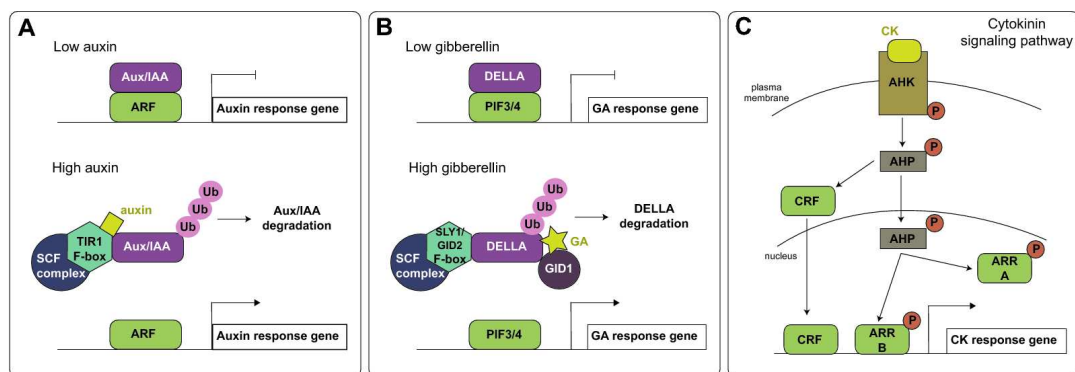 A
Low auxin
Aux/IAA
ARF
Auxin response gene
High auxin
auxin
Ub
Ub
Ub
TIR1
F-box
Aux/IAA
SCF
complex
Aux/IAA
degradation
ARF
Auxin response gene
B
Low gibberellin
DELLA
PIF3/4
GA response gene
High gibberellin
Ub
Ub
Ub
SLY1/
GID2
F-box
DELLA
GA
SCF
complex
GID1
DELLA
degradation
PIF3/4
GA response gene
C
Cytokinin
signaling pathway
CK
AHK
plasma
membrane
P
AHP
P
CRF
nucleus
AHP
P
ARR
A
P
CRF
ARR
B
P
CK response gene